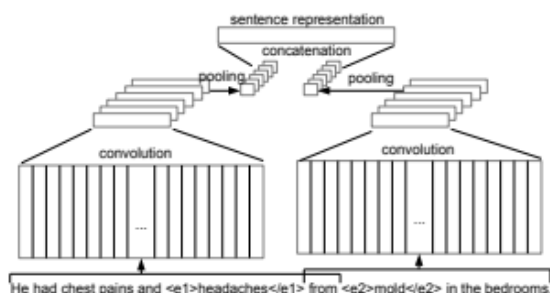 sentence representation
concatenation
pooling pooling
convolution convolution
... ...
He had chest pains and <e1>headaches</e1> from <e2>mold</e2> in the bedrooms